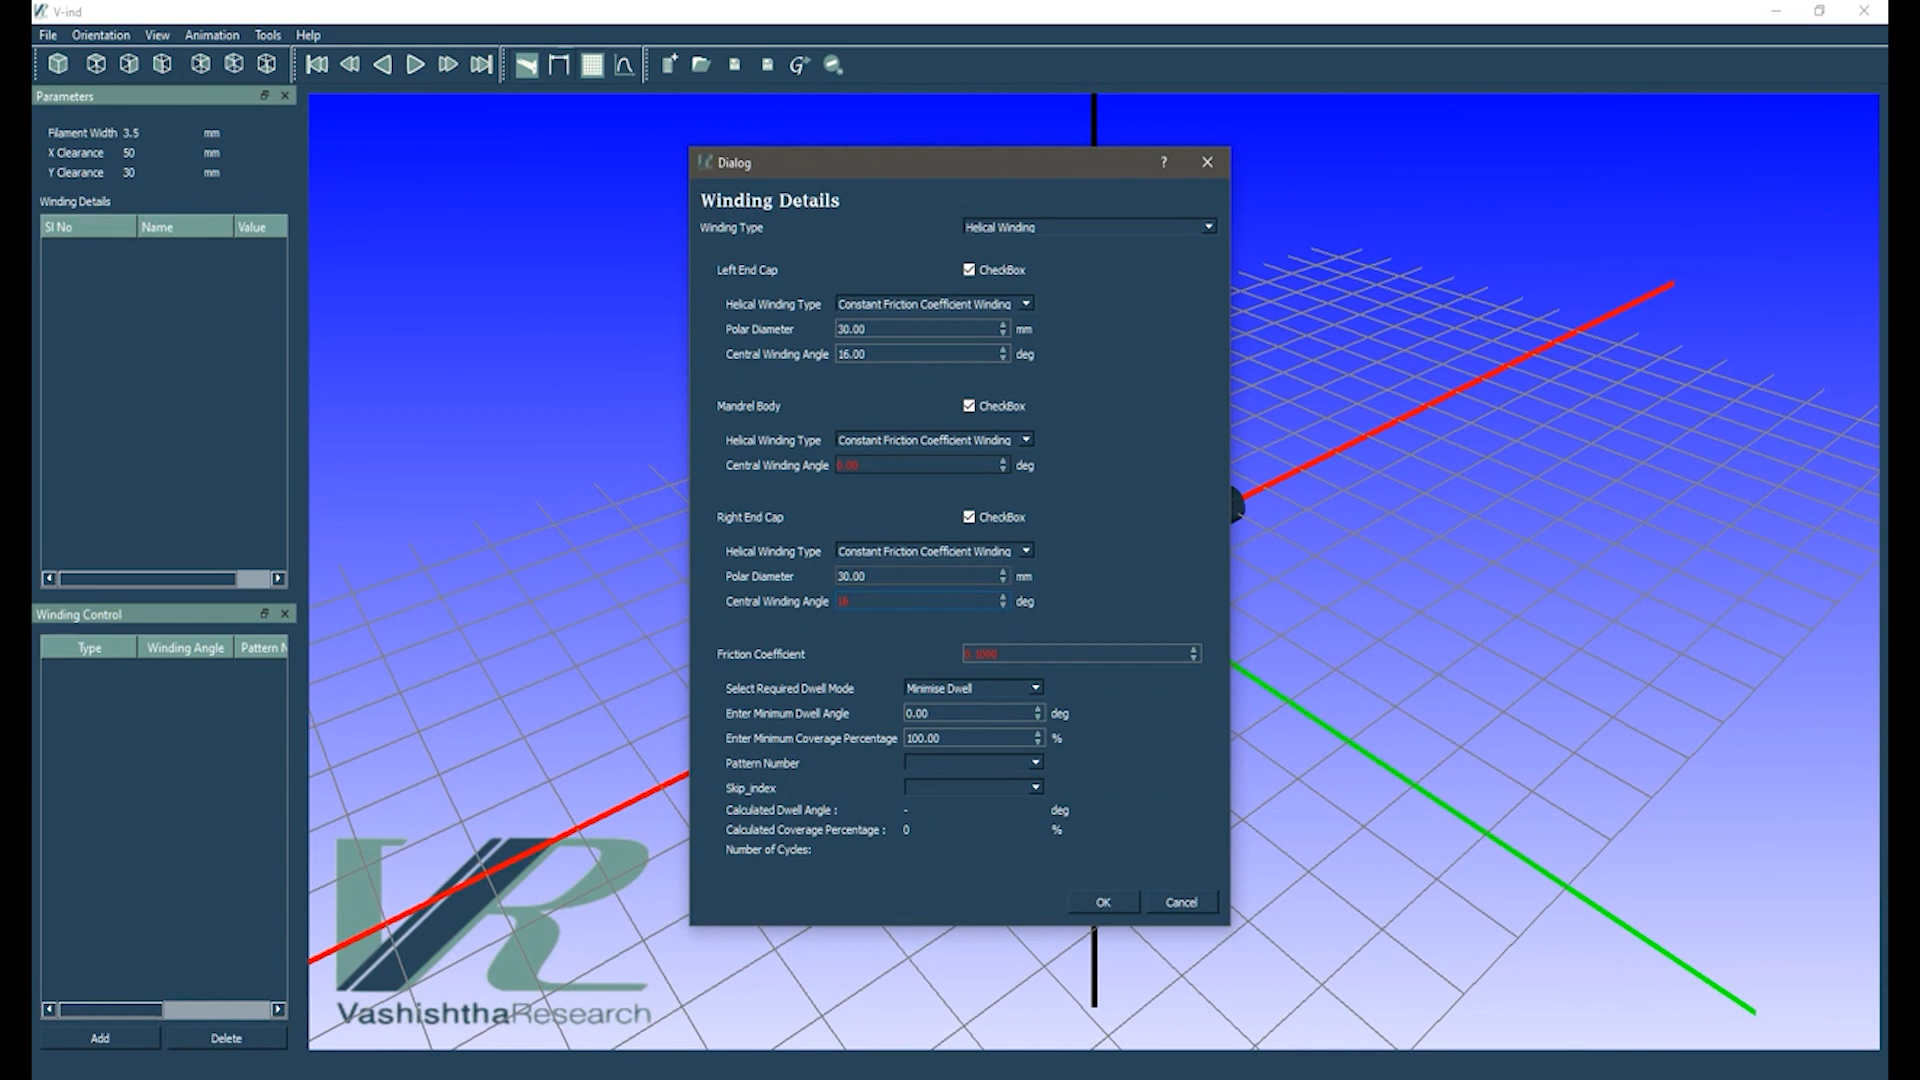 V-ind
File Orientation View Animation Tools Help
Parameters
Filament Width 3.5 mm
X Clearance 50 mm
Y Clearance 30 mm
Winding Details
Sl No Name Value
Winding Control
Type Winding Angle Pattern N
Add Delete
Dialog ?
Winding Details
Winding Type Helical Winding
Left End Cap CheckBox
Helical Winding Type Constant Friction Coefficient Winding
Polar Diameter 30.00 mm
Central Winding Angle 16.00 deg
Mandrel Body CheckBox
Helical Winding Type Constant Friction Coefficient Winding
Central Winding Angle 0.00 deg
Right End Cap CheckBox
Helical Winding Type Constant Friction Coefficient Winding
Polar Diameter 30.00 mm
Central Winding Angle 16 deg
Friction Coefficient 0.1000
Select Required Dwell Mode Minimise Dwell
Enter Minimum Dwell Angle 0.00 deg
Enter Minimum Coverage Percentage 100.00 %
Pattern Number
Skip_index
Calculated Dwell Angle : - deg
Calculated Coverage Percentage : 0 %
Number of Cycles:
OK Cancel
VR
VashishthaResearch